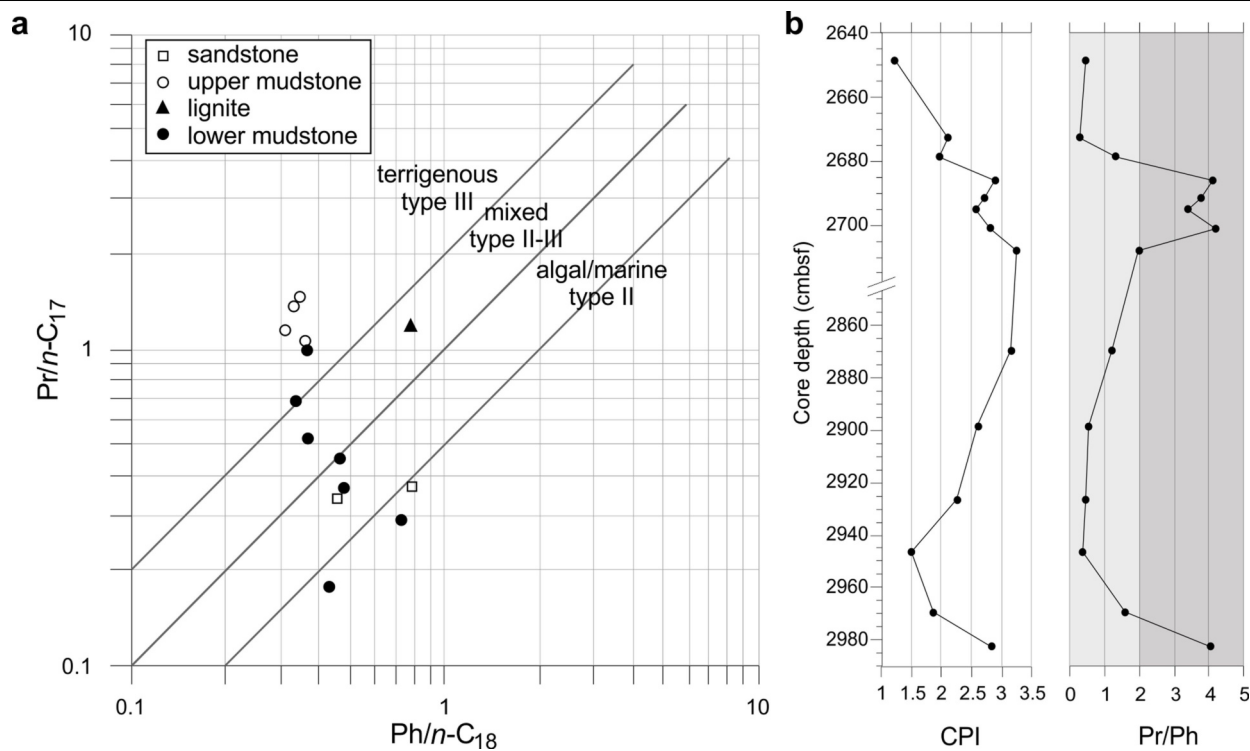 a
10
1
0.1
Pr/n-C17
sandstone
upper mudstone
lignite
lower mudstone
terrigenous
type III
mixed
type II-III
algal/marine
type II
0.1
1
10
Ph/n-C18
b
Core depth (cmbsf)
2640
2660
2680
2700
2860
2880
2900
2920
2940
2960
2980
1
1.5
2
2.5
3
3.5
CPI
0
1
2
3
4
5
Pr/Ph